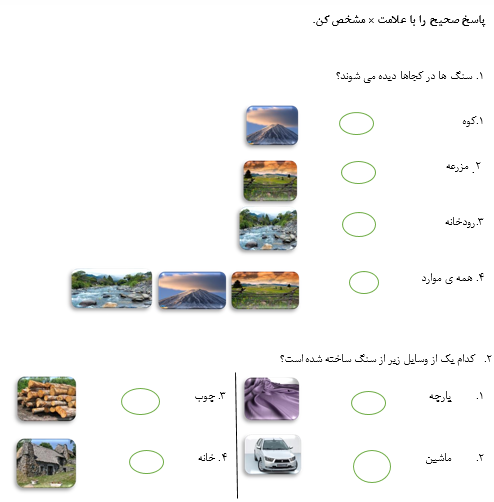 پاسخ صحیح را با علامت × مشخص کن.
۱. سنگ ها در کجاها دیده می شوند؟
۱.کوه
۲. مزرعه
۳.رودخانه
۴. همه ی موارد
۲. کدام یک از وسایل زیر از سنگ ساخته شده است؟
۱. پارچه
۳. چوب
۲. ماشین
۴. خانه